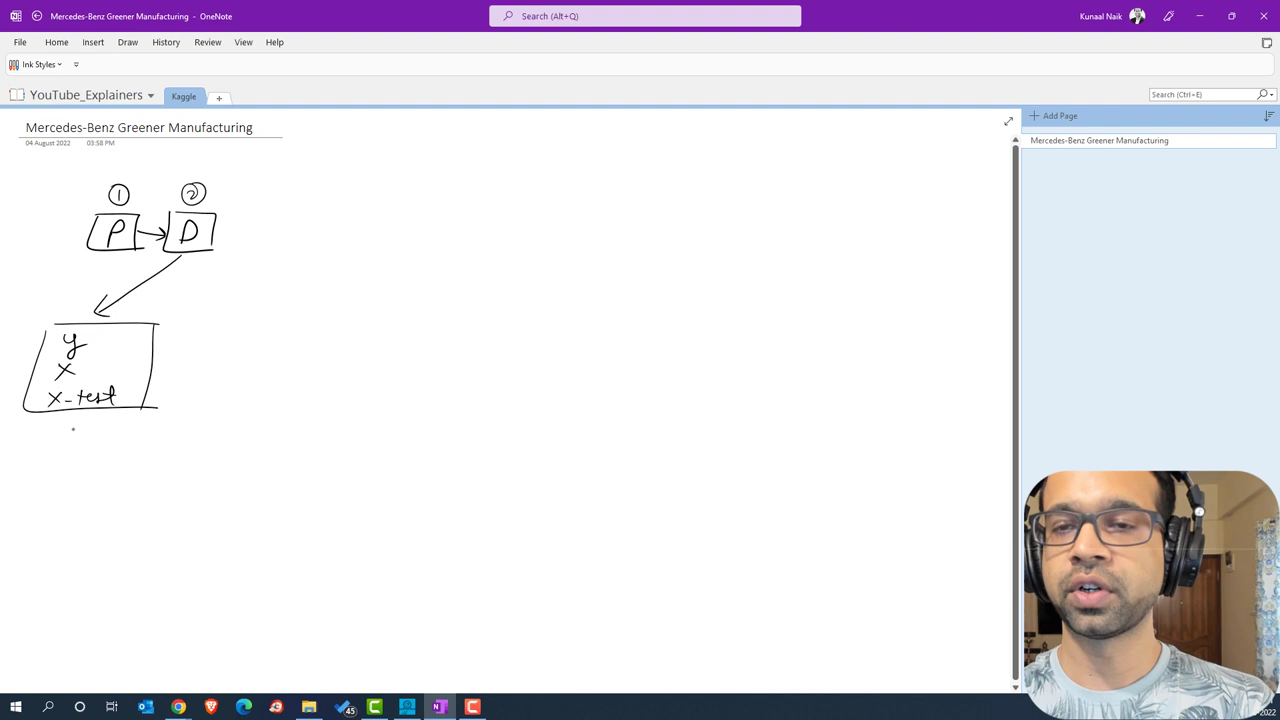 Mercedes-Benz Greener Manufacturing - OneNote
Search (Alt+Q)
Kunaal Naik
File Home Insert Draw History Review View Help
Ink Styles
YouTube_Explainers
Kaggle
Search (Ctrl+E)
Mercedes-Benz Greener Manufacturing
04 August 2022 03:58 PM
Add Page
Mercedes-Benz Greener Manufacturing
1 2
P D
y
x
x-test
45
2022